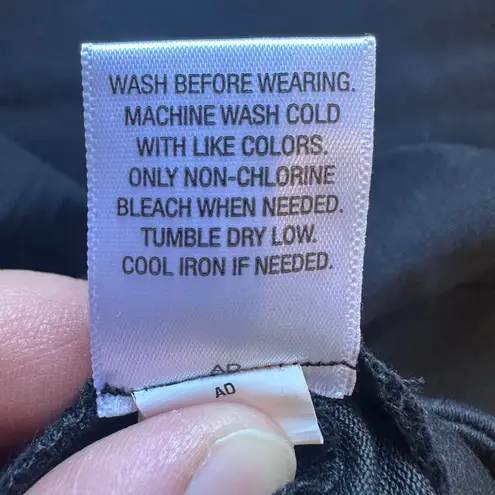 WASH BEFORE WEARING.
MACHINE WASH COLD
WITH LIKE COLORS.
ONLY NON-CHLORINE
BLEACH WHEN NEEDED.
TUMBLE DRY LOW.
COOL IRON IF NEEDED.
AD
AD